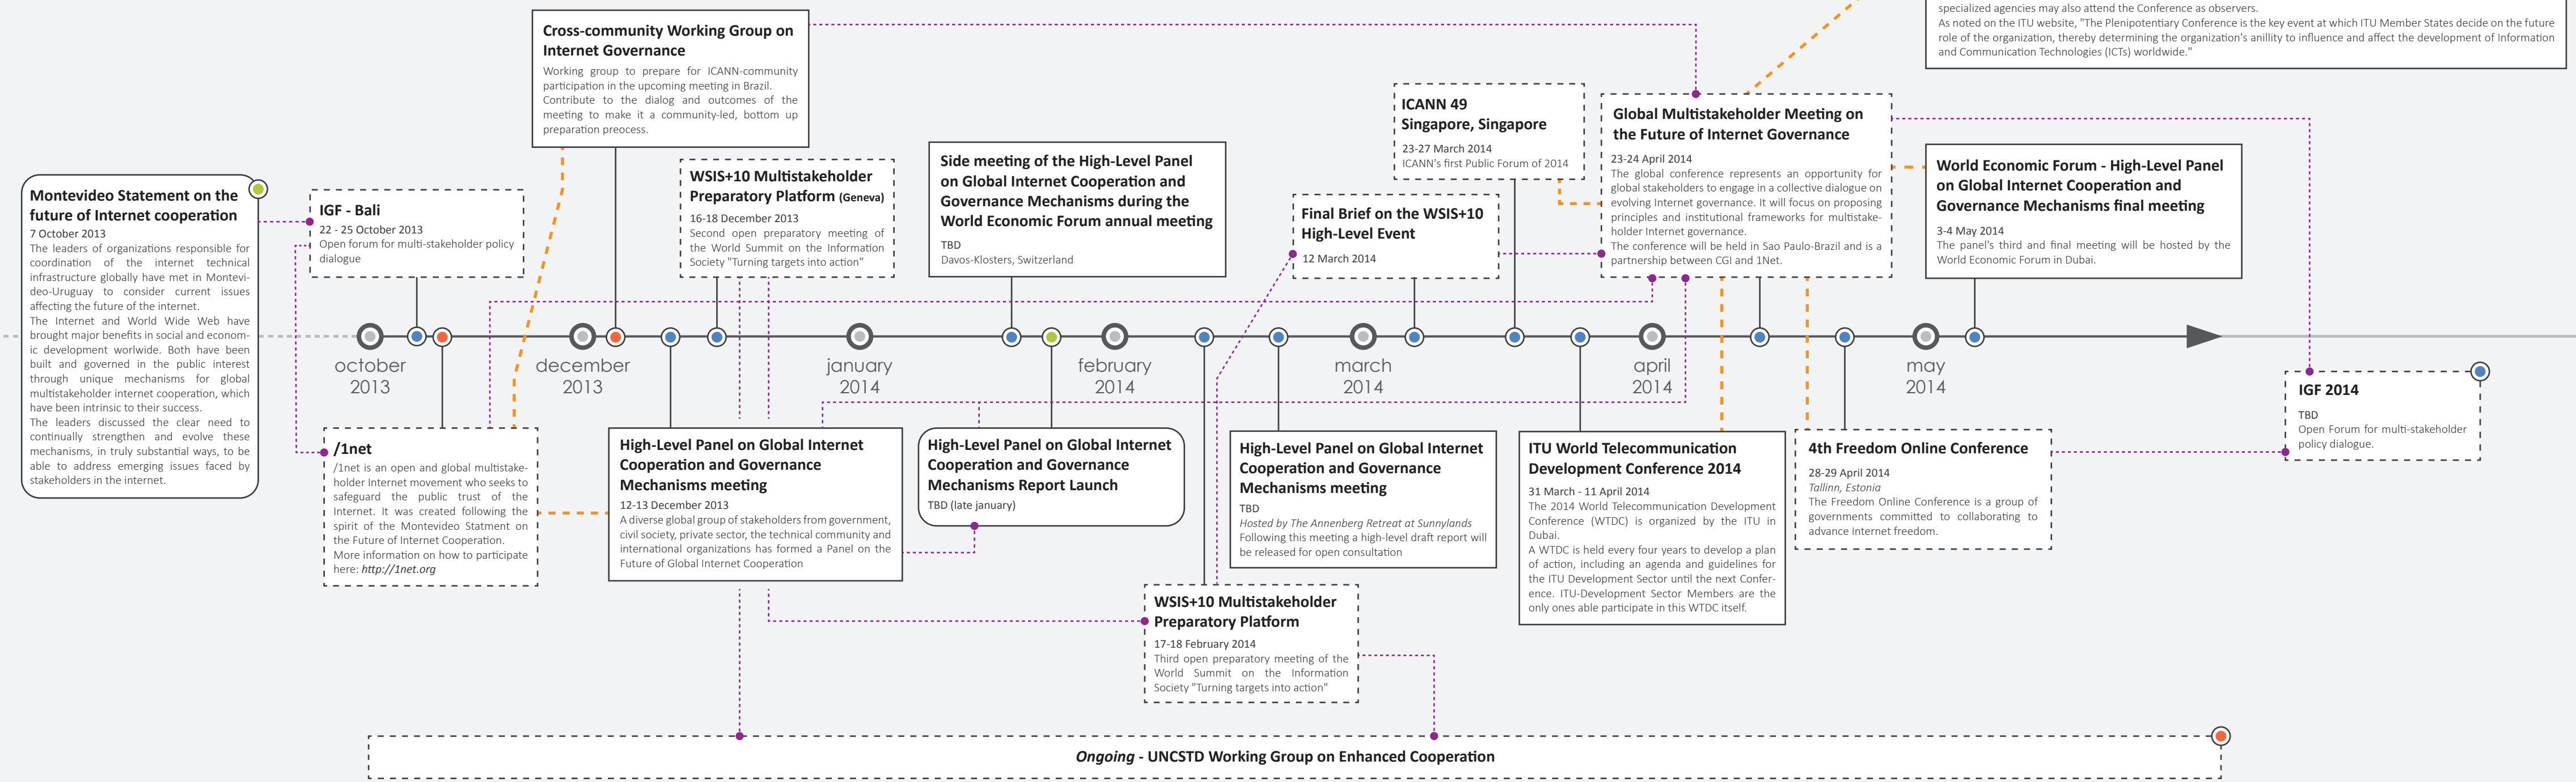 specialized agencies may also attend the Conference as observers.
As noted on the ITU website, "The Plenipotentiary Conference is the key event at which ITU Member States decide on the future
role of the organization, thereby determining the organization's anillity to influence and affect the development of Information
and Communication Technologies (ICTs) worldwide."
Cross-community Working Group on
Internet Governance
Working group to prepare for ICANN-community
participation in the upcoming meeting in Brazil.
Contribute to the dialog and outcomes of the
meeting to make it a community-led, bottom up
preparation preocess.
Montevideo Statement on the
future of Internet cooperation
7 October 2013
The leaders of organizations responsible for
coordination of the internet technical
infrastructure globally have met in Montevi-
deo-Uruguay to consider current issues
affecting the future of the internet.
The Internet and World Wide Web have
brought major benefits in social and econom-
ic development worlwide. Both have been
built and governed in the public interest
through unique mechanisms for global
multistakeholder internet cooperation, which
have been intrinsic to their success.
The leaders discussed the clear need to
continually strengthen and evolve these
mechanisms, in truly substantial ways, to be
able to address emerging issues faced by
stakeholders in the internet.
IGF - Bali
22 - 25 October 2013
Open forum for multi-stakeholder policy
dialogue
WSIS+10 Multistakeholder
Preparatory Platform (Geneva)
16-18 December 2013
Second open preparatory meeting of
the World Summit on the Information
Society "Turning targets into action"
Side meeting of the High-Level Panel
on Global Internet Cooperation and
Governance Mechanisms during the
World Economic Forum annual meeting
TBD
Davos-Klosters, Switzerland
Final Brief on the WSIS+10
High-Level Event
12 March 2014
ICANN 49
Singapore, Singapore
23-27 March 2014
ICANN's first Public Forum of 2014
Global Multistakeholder Meeting on
the Future of Internet Governance
23-24 April 2014
The global conference represents an opportunity for
global stakeholders to engage in a collective dialogue on
evolving Internet governance. It will focus on proposing
principles and institutional frameworks for multistake-
holder Internet governance.
The conference will be held in Sao Paulo-Brazil and is a
partnership between CGI and 1Net.
World Economic Forum - High-Level Panel
on Global Internet Cooperation and
Governance Mechanisms final meeting
3-4 May 2014
The panel's third and final meeting will be hosted by the
World Economic Forum in Dubai.
october
2013
december
2013
january
2014
february
2014
march
2014
april
2014
may
2014
/1net
/1net is an open and global multistake-
holder Internet movement who seeks to
safeguard the public trust of the
Internet. It was created following the
spirit of the Montevideo Statment on
the Future of Internet Cooperation.
More information on how to participate
here: http://1net.org
High-Level Panel on Global Internet
Cooperation and Governance
Mechanisms meeting
12-13 December 2013
A diverse global group of stakeholders from government,
civil society, private sector, the technical community and
international organizations has formed a Panel on the
Future of Global Internet Cooperation
High-Level Panel on Global Internet
Cooperation and Governance
Mechanisms Report Launch
TBD (late january)
High-Level Panel on Global Internet
Cooperation and Governance
Mechanisms meeting
TBD
Hosted by The Annenberg Retreat at Sunnylands
Following this meeting a high-level draft report will
be released for open consultation
ITU World Telecommunication
Development Conference 2014
31 March - 11 April 2014
The 2014 World Telecommunication Development
Conference (WTDC) is organized by the ITU in
Dubai.
A WTDC is held every four years to develop a plan
of action, including an agenda and guidelines for
the ITU Development Sector until the next Confer-
ence. ITU-Development Sector Members are the
only ones able participate in this WTDC itself.
4th Freedom Online Conference
28-29 April 2014
Tallinn, Estonia
The Freedom Online Conference is a group of
governments committed to collaborating to
advance Internet freedom.
IGF 2014
TBD
Open Forum for multi-stakeholder
policy dialogue.
WSIS+10 Multistakeholder
Preparatory Platform
17-18 February 2014
Third open preparatory meeting of the
World Summit on the Information
Society "Turning targets into action"
Ongoing - UNCSTD Working Group on Enhanced Cooperation